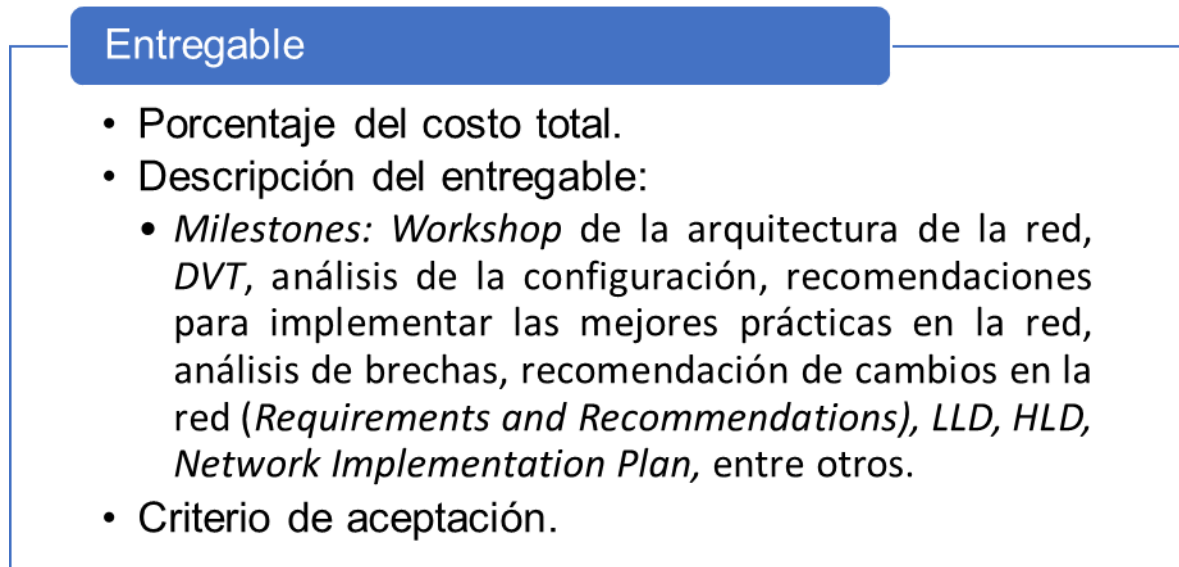 Entregable
• Porcentaje del costo total.
• Descripción del entregable:
• Milestones: Workshop de la arquitectura de la red,
DVT, análisis de la configuración, recomendaciones
para implementar las mejores prácticas en la red,
análisis de brechas, recomendación de cambios en la
red (Requirements and Recommendations), LLD, HLD,
Network Implementation Plan, entre otros.
• Criterio de aceptación.